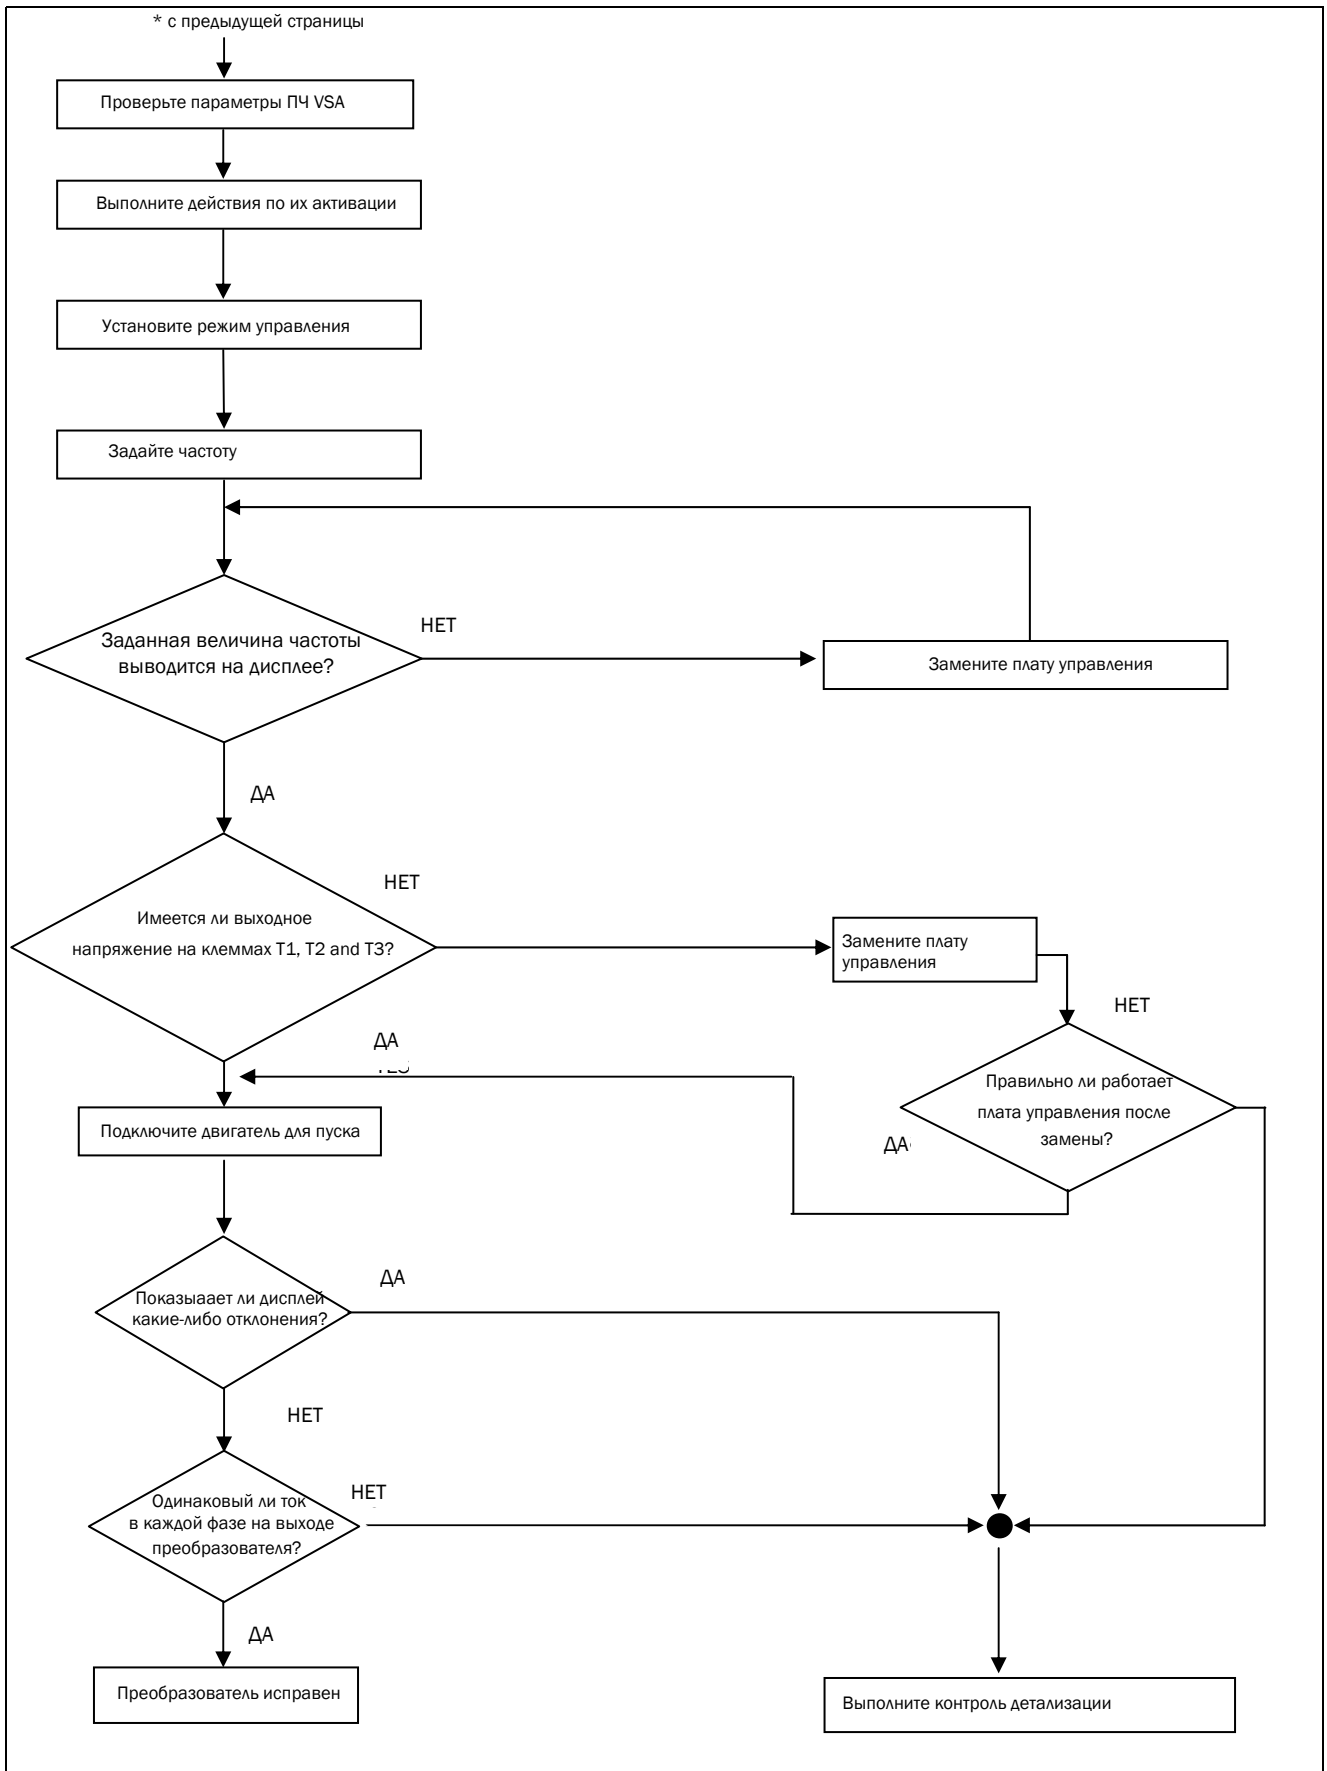 * с предыдущей страницы
Проверьте параметры ПЧ VSA
Выполните действия по их активации
Установите режим управления
Задайте частоту
НЕТ
Заданная величина частоты
выводится на дисплее?
Замените плату управления
ДА
НЕТ
Имеется ли выходное
напряжение на клеммах T1, T2 and T3?
Замените плату
управления
НЕТ
ДА
Правильно ли работает
плата управления после
замены?
ДА
Подключите двигатель для пуска
ДА
Показыаает ли дисплей
какие-либо отклонения?
НЕТ
НЕТ
Одинаковый ли ток
в каждой фазе на выходе
преобразователя?
ДА
Преобразователь исправен
Выполните контроль детализации